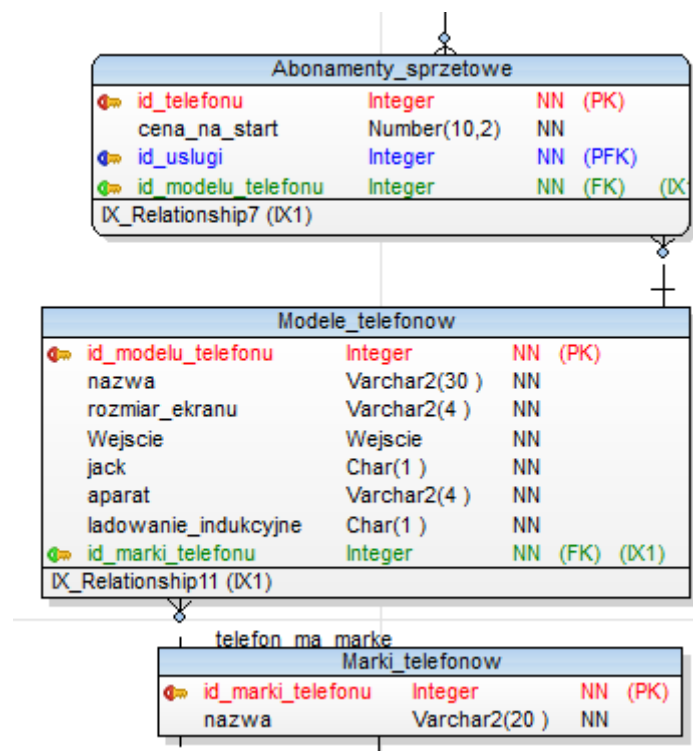 Abonamenty_sprzetowe
id_telefonu Integer NN (PK)
cena_na_start Number(10,2) NN
id_uslugi Integer NN (PFK)
id_modelu_telefonu Integer NN (FK) (IX
IX_Relationship7 (IX1)
Modele_telefonow
id_modelu_telefonu Integer NN (PK)
nazwa Varchar2(30 ) NN
rozmiar_ekranu Varchar2(4 ) NN
Wejscie Wejscie NN
jack Char(1 ) NN
aparat Varchar2(4 ) NN
ladowanie_indukcyjne Char(1 ) NN
id_marki_telefonu Integer NN (FK) (IX1)
IX_Relationship11 (IX1)
telefon_ma_marke
Marki_telefonow
id_marki_telefonu Integer NN (PK)
nazwa Varchar2(20 ) NN